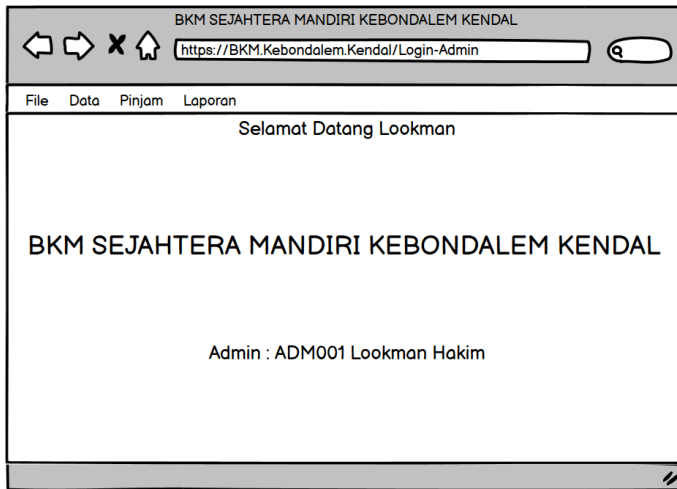 BKM SEJAHTERA MANDIRI KEBONDALEM KENDAL
https://BKM.Kebondalem.Kendal/Login-Admin
File Data Pinjam Laporan
Selamat Datang Lookman
BKM SEJAHTERA MANDIRI KEBONDALEM KENDAL
Admin : ADM001 Lookman Hakim